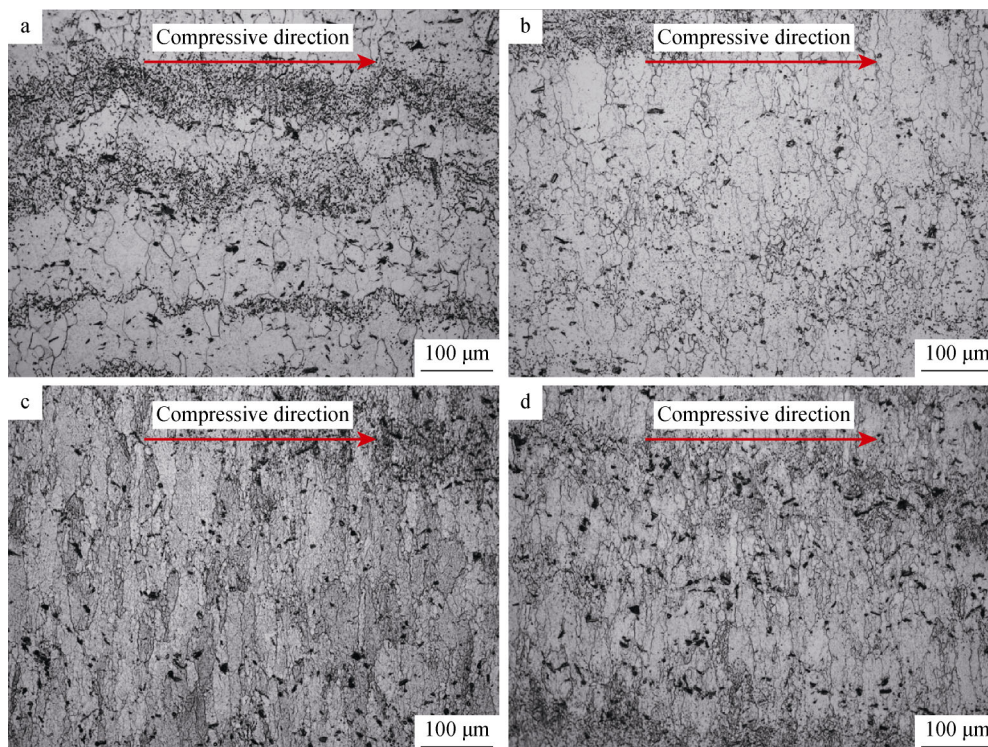 a
Compressive direction
100 μm
b
Compressive direction
100 μm
c
Compressive direction
100 μm
d
Compressive direction
100 μm